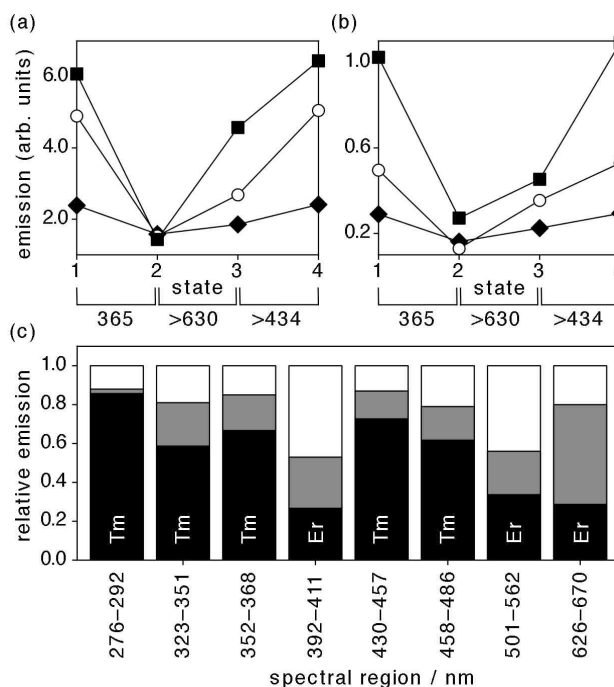 (a)
(b)
emission (arb. units)
6.0
4.0
2.0
1 2 3 4
state
365 >630 >434
1.0
0.6
0.2
1 2 3
state
365 >630 >434
(c)
relative emission
1.0
0.8
0.6
0.4
0.2
0.0
Tm Tm Tm Er Tm Tm Er Er
276–292
323–351
352–368
392–411
430–457
458–486
501–562
626–670
spectral region / nm